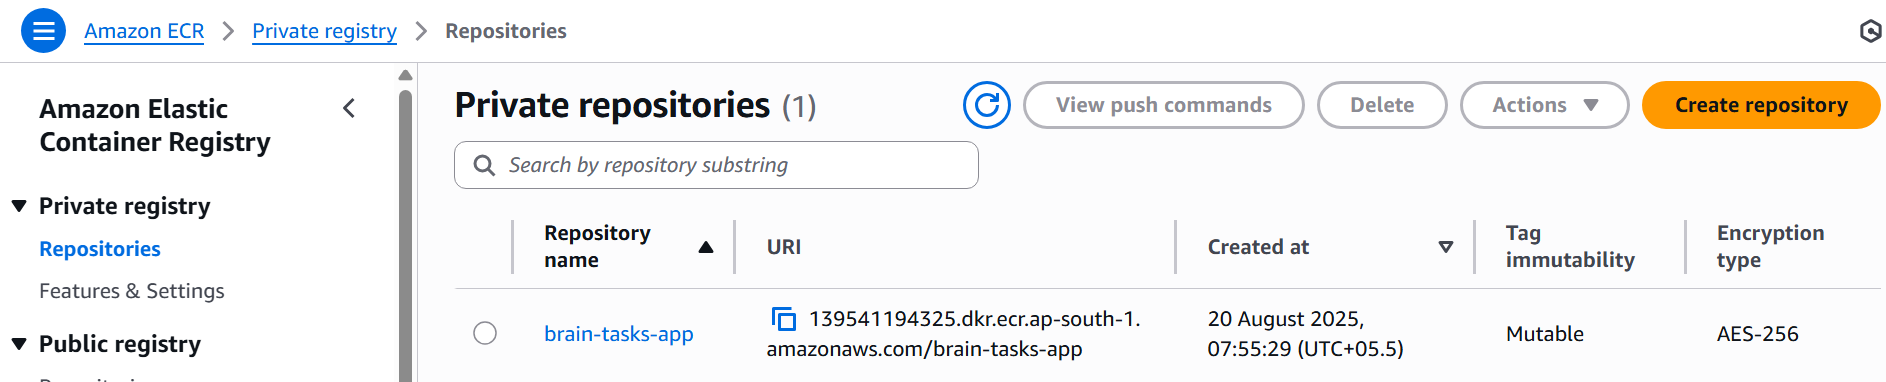 Amazon ECR > Private registry > Repositories
Amazon Elastic
Container Registry
Private registry
Repositories
Features & Settings
Public registry
Private repositories (1)
View push commands
Delete
Actions
Create repository
Search by repository substring
Repository
name
URI
Created at
Tag
immutability
Encryption
type
brain-tasks-app
139541194325.dkr.ecr.ap-south-1.
amazonaws.com/brain-tasks-app
20 August 2025,
07:55:29 (UTC+05.5)
Mutable
AES-256